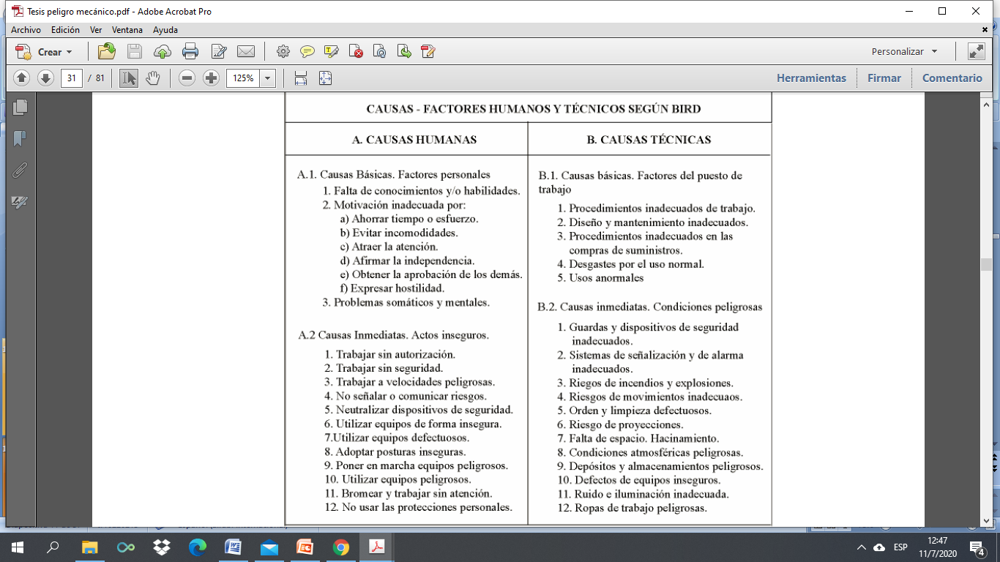 Tesis peligro mecánico.pdf - Adobe Acrobat Pro
Archivo Edición Ver Ventana Ayuda
Crear
Personalizar
31 / 81
125%
Herramientas Firmar Comentario
CAUSAS - FACTORES HUMANOS Y TÉCNICOS SEGÚN BIRD
A. CAUSAS HUMANAS
A.1. Causas Básicas. Factores personales
1. Falta de conocimientos y/o habilidades.
2. Motivación inadecuada por:
a) Ahorrar tiempo o esfuerzo.
b) Evitar incomodidades.
c) Atraer la atención.
d) Afirmar la independencia.
e) Obtener la aprobación de los demás.
f) Expresar hostilidad.
3. Problemas somáticos y mentales.
A.2 Causas Inmediatas. Actos inseguros.
1. Trabajar sin autorización.
2. Trabajar sin seguridad.
3. Trabajar a velocidades peligrosas.
4. No señalar o comunicar riesgos.
5. Neutralizar dispositivos de seguridad.
6. Utilizar equipos de forma insegura.
7.Utilizar equipos defectuosos.
8. Adoptar posturas inseguras.
9. Poner en marcha equipos peligrosos.
10. Utilizar equipos peligrosos.
11. Bromear y trabajar sin atención.
12. No usar las protecciones personales.
B. CAUSAS TÉCNICAS
B.1. Causas básicas. Factores del puesto de
trabajo
1. Procedimientos inadecuados de trabajo.
2. Diseño y mantenimiento inadecuados.
3. Procedimientos inadecuados en las
compras de suministros.
4. Desgastes por el uso normal.
5. Usos anormales
B.2. Causas inmediatas. Condiciones peligrosas
1. Guardas y dispositivos de seguridad
inadecuados.
2. Sistemas de señalización y de alarma
inadecuados.
3. Riegos de incendios y explosiones.
4. Riesgos de movimientos inadecuaos.
5. Orden y limpieza defectuosos.
6. Riesgo de proyecciones.
7. Falta de espacio. Hacinamiento.
8. Condiciones atmosféricas peligrosas.
9. Depósitos y almacenamientos peligrosos.
10. Defectos de equipos inseguros.
11. Ruido e iluminación inadecuada.
12. Ropas de trabajo peligrosas.
ESP
12:47
11/7/2020
4